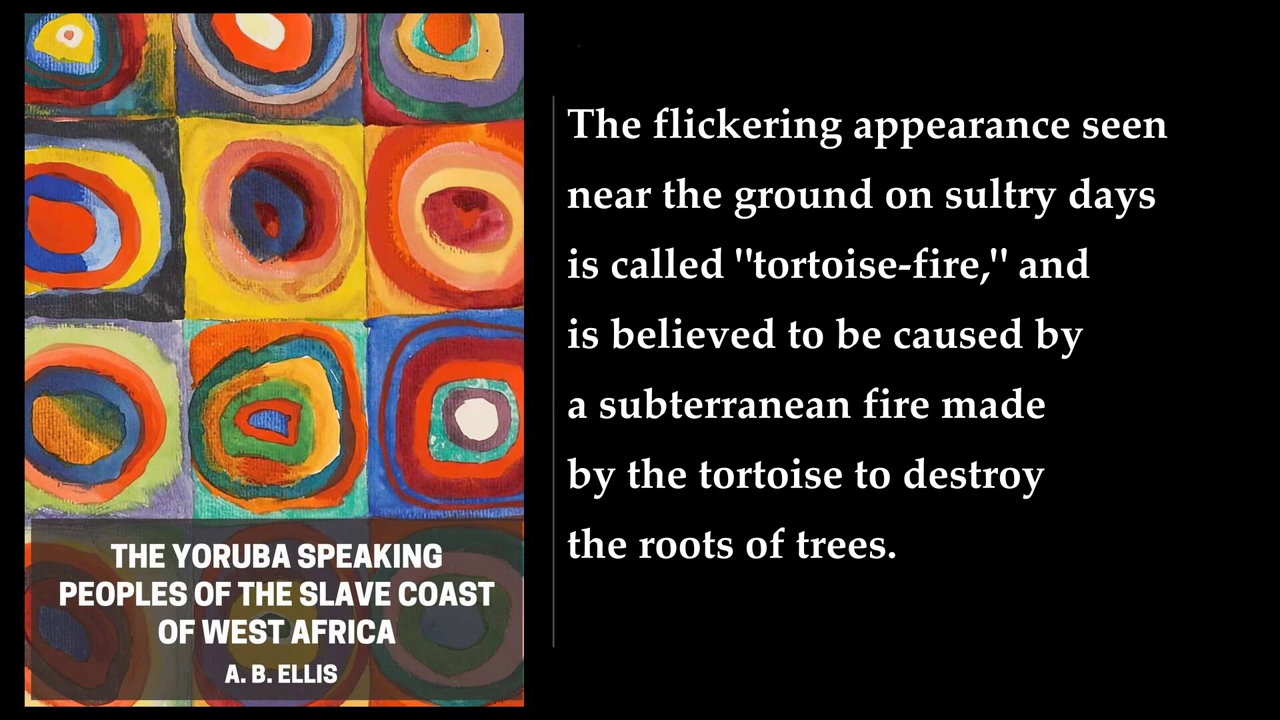 THE YORUBA SPEAKING
PEOPLES OF THE SLAVE COAST
OF WEST AFRICA
A. B. ELLIS
The flickering appearance seen
near the ground on sultry days
is called "tortoise-fire," and
is believed to be caused by
a subterranean fire made
by the tortoise to destroy
the roots of trees.